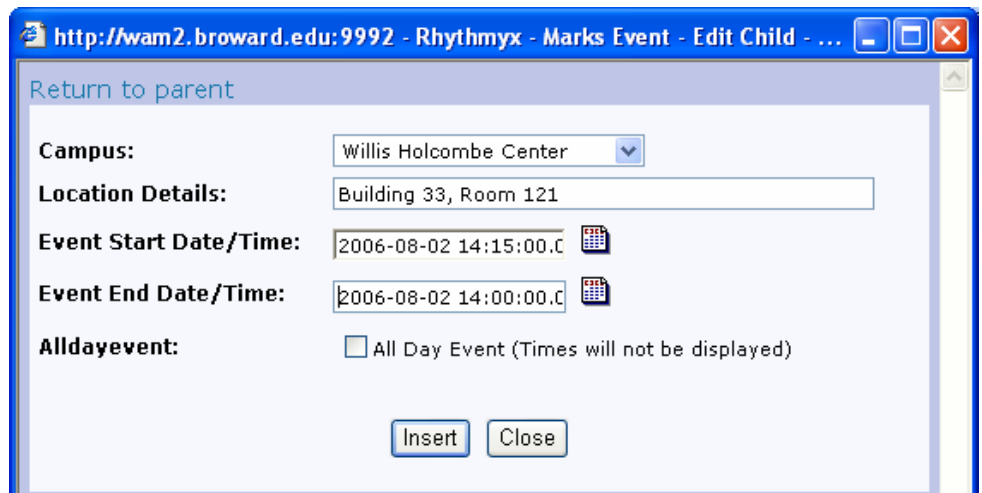 http://wam2.broward.edu:9992 - Rhythmyx - Marks Event - Edit Child - ...
Return to parent
Campus: Willis Holcombe Center
Location Details: Building 33, Room 121
Event Start Date/Time: 2006-08-02 14:15:00.0
Event End Date/Time: 2006-08-02 14:00:00.0
Alldayevent: All Day Event (Times will not be displayed)
Insert Close